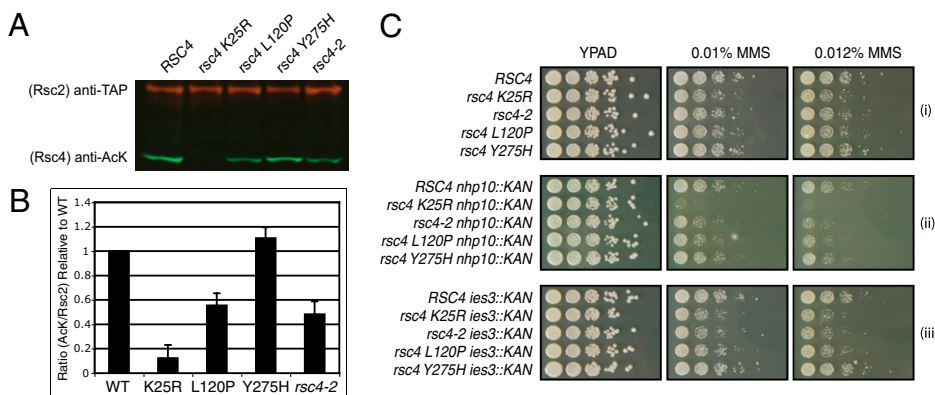 A
RSC4
rsc4 K25R
rsc4 L120P
rsc4 Y275H
rsc4-2
(Rsc2) anti-TAP
(Rsc4) anti-AcK
B
Ratio (AcK/Rsc2) Relative to WT
1.4
1.2
1
0.8
0.6
0.4
0.2
0
WT
K25R
L120P
Y275H
rsc4-2
C
YPAD
0.01% MMS
0.012% MMS
RSC4
rsc4 K25R
rsc4-2
rsc4 L120P
rsc4 Y275H
(i)
RSC4 nhp10::KAN
rsc4 K25R nhp10::KAN
rsc4-2 nhp10::KAN
rsc4 L120P nhp10::KAN
rsc4 Y275H nhp10::KAN
(ii)
RSC4 ies3::KAN
rsc4 K25R ies3::KAN
rsc4-2 ies3::KAN
rsc4 L120P ies3::KAN
rsc4 Y275H ies3::KAN
(iii